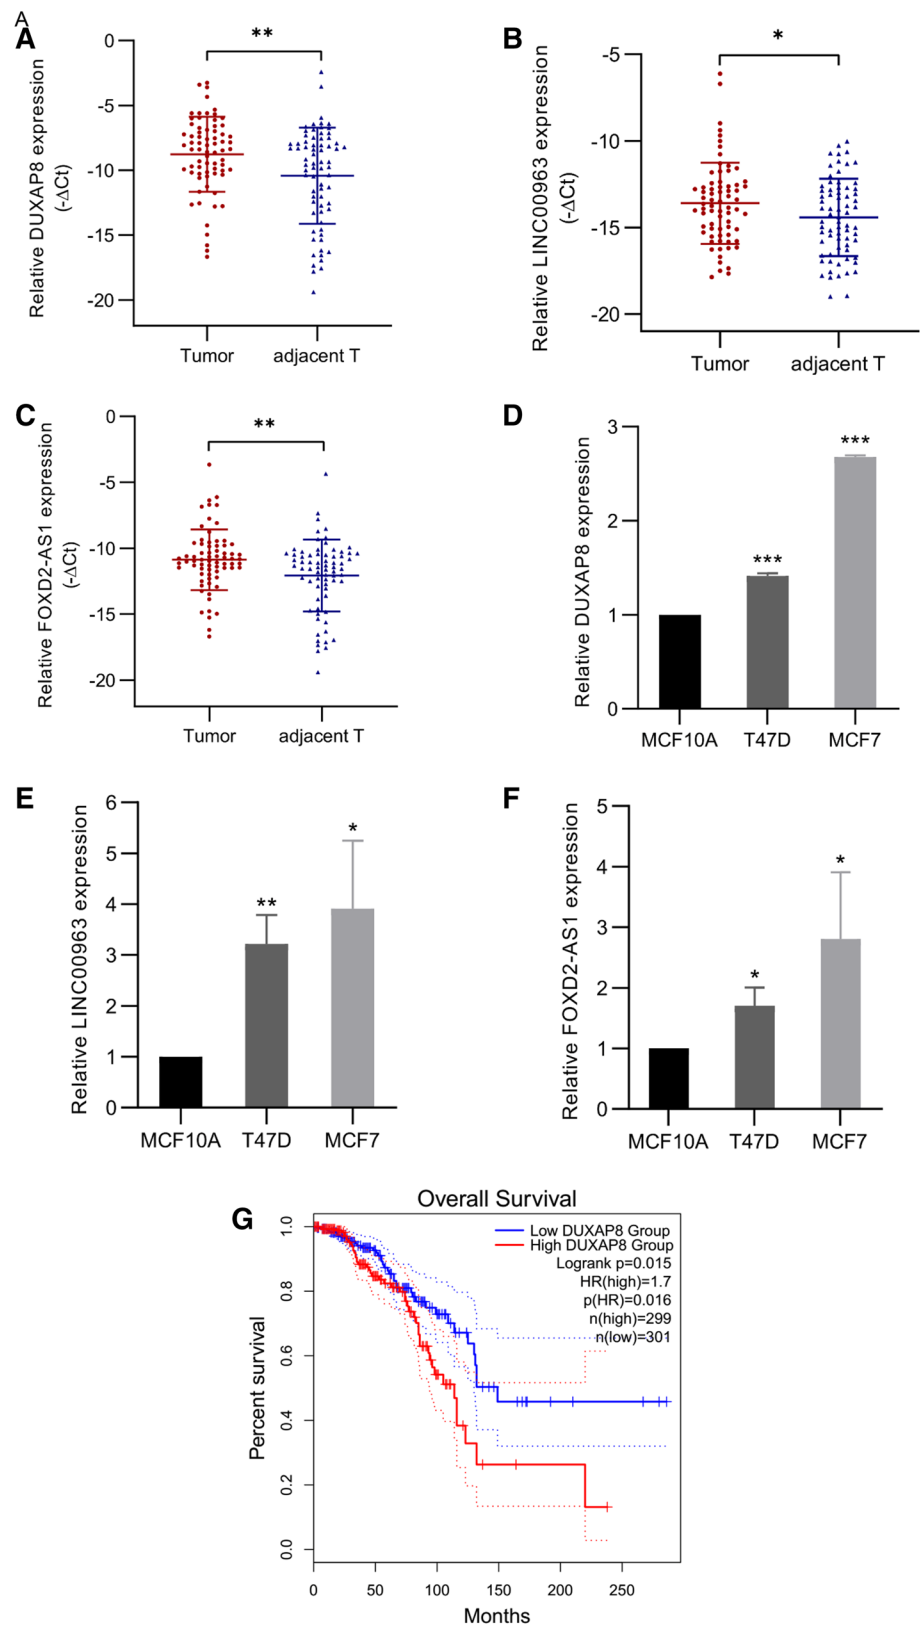 A
A
**
0
-5
-10
-15
-20
Relative DUXAP8 expression
(-ΔCt)
Tumor
adjacent T
B
*
-5
-10
-15
-20
Relative LINC00963 expression
(-ΔCt)
Tumor
adjacent T
C
**
0
-5
-10
-15
-20
Relative FOXD2-AS1 expression
(-ΔCt)
Tumor
adjacent T
D
3
2
1
0
Relative DUXAP8 expression
***
***
MCF10A
T47D
MCF7
E
6
5
4
3
2
1
0
Relative LINC00963 expression
**
*
MCF10A
T47D
MCF7
F
5
4
3
2
1
0
Relative FOXD2-AS1 expression
*
*
MCF10A
T47D
MCF7
G
Overall Survival
Low DUXAP8 Group
High DUXAP8 Group
Logrank p=0.015
HR(high)=1.7
p(HR)=0.016
n(high)=299
n(low)=301
Percent survival
1.0
0.8
0.6
0.4
0.2
0.0
0
50
100
150
200
250
Months